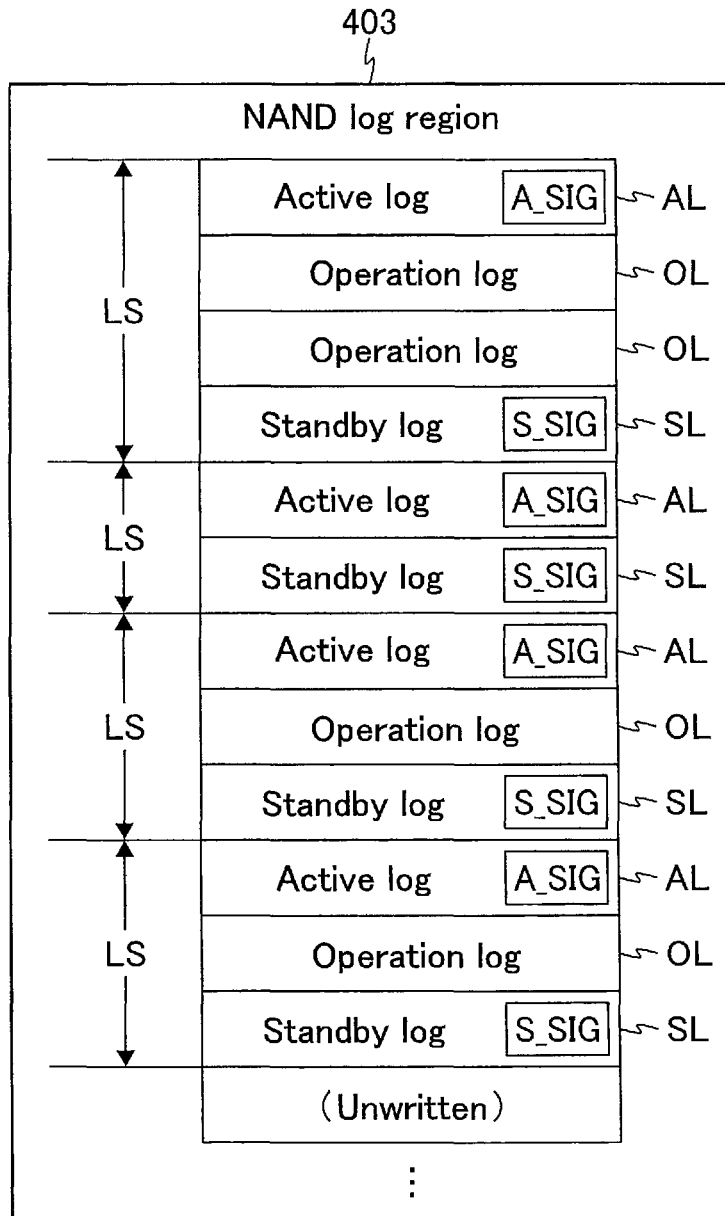 403
NAND log region
Active log A_SIG AL
Operation log OL
LS
Operation log OL
Standby log S_SIG SL
Active log A_SIG AL
LS
Standby log S_SIG SL
Active log A_SIG AL
LS
Operation log OL
Standby log S_SIG SL
Active log A_SIG AL
LS
Operation log OL
Standby log S_SIG SL
(Unwritten)
⋮